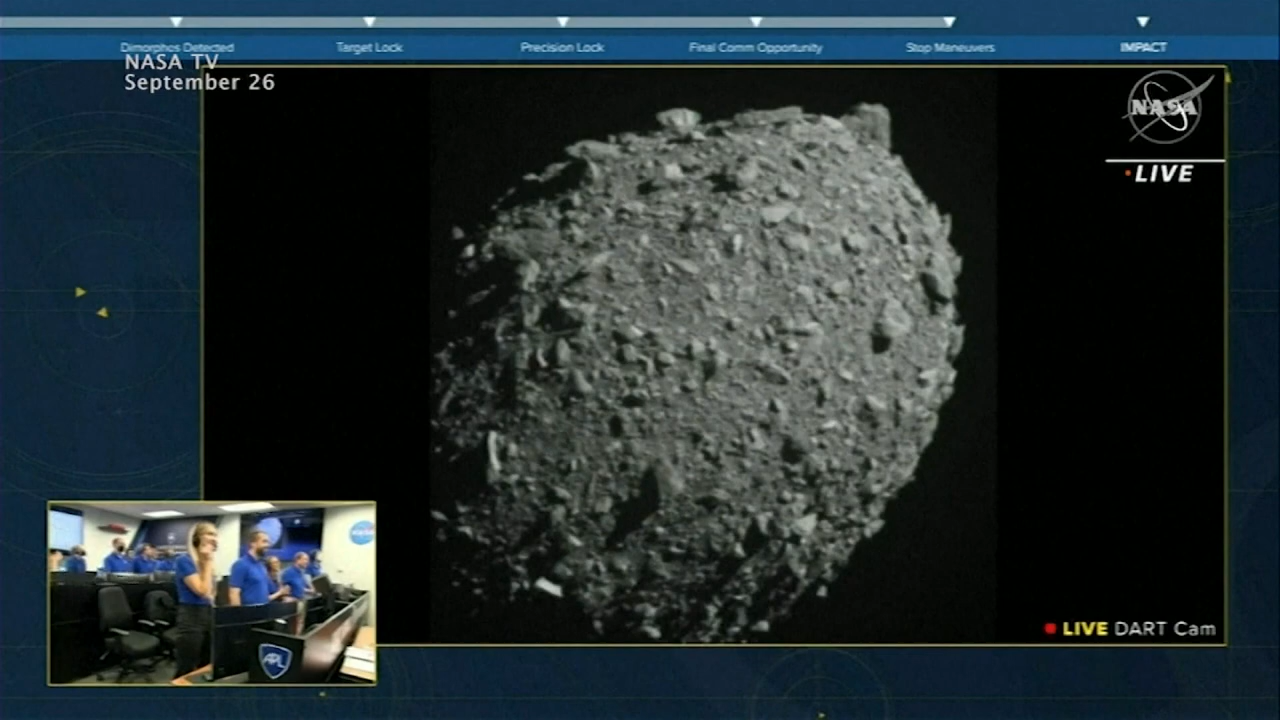 Dimorphos Detected
Target Lock
Precision Lock
Final Comm Opportunity
Stop Maneuvers
IMPACT
NASA TV
September 26
NASA
LIVE
LIVE DART Cam
APL